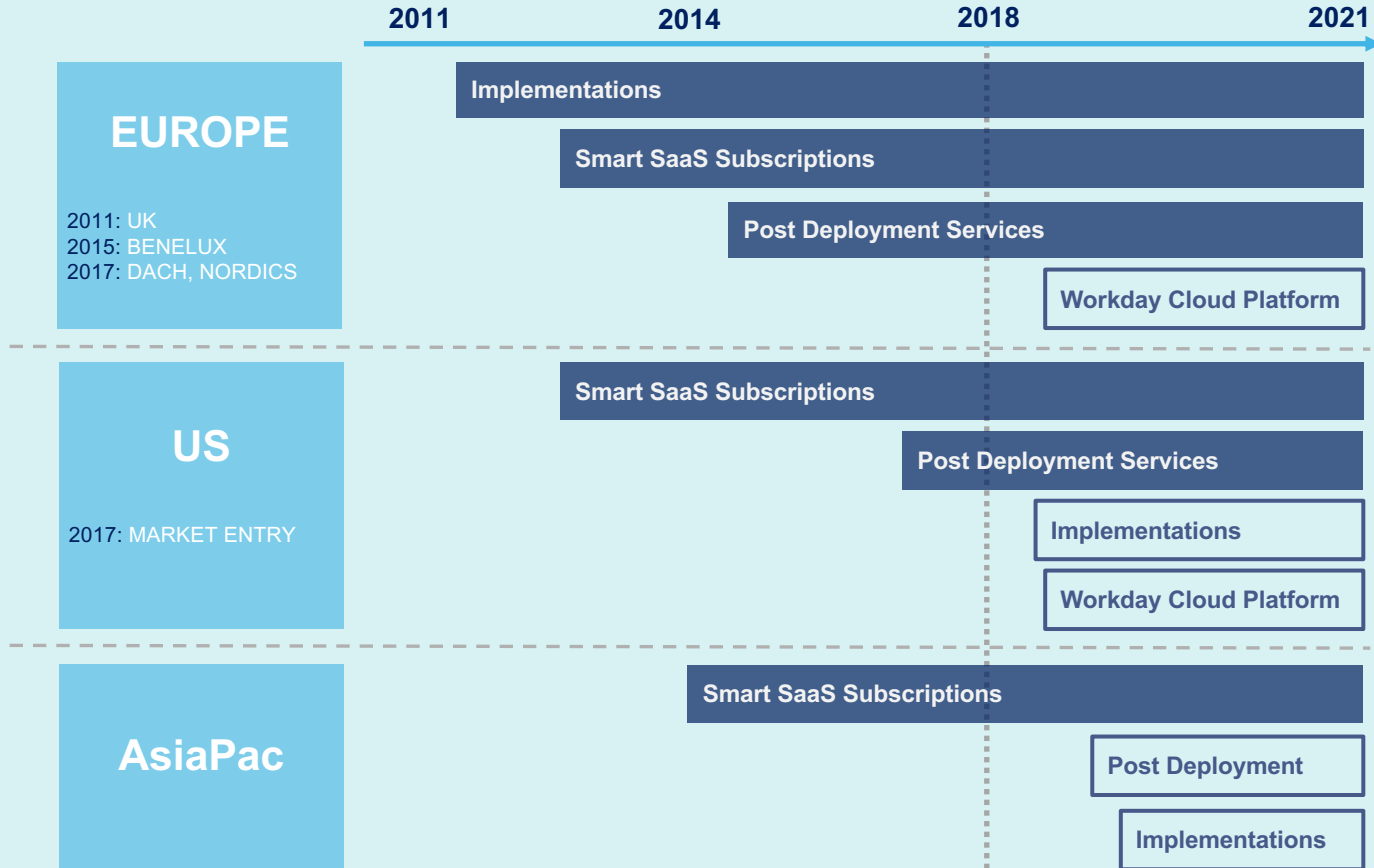 2011 2014 2018 2021
EUROPE
2011: UK
2015: BENELUX
2017: DACH, NORDICS
Implementations
Smart SaaS Subscriptions
Post Deployment Services
Workday Cloud Platform
US
2017: MARKET ENTRY
Smart SaaS Subscriptions
Post Deployment Services
Implementations
Workday Cloud Platform
AsiaPac
Smart SaaS Subscriptions
Post Deployment
Implementations